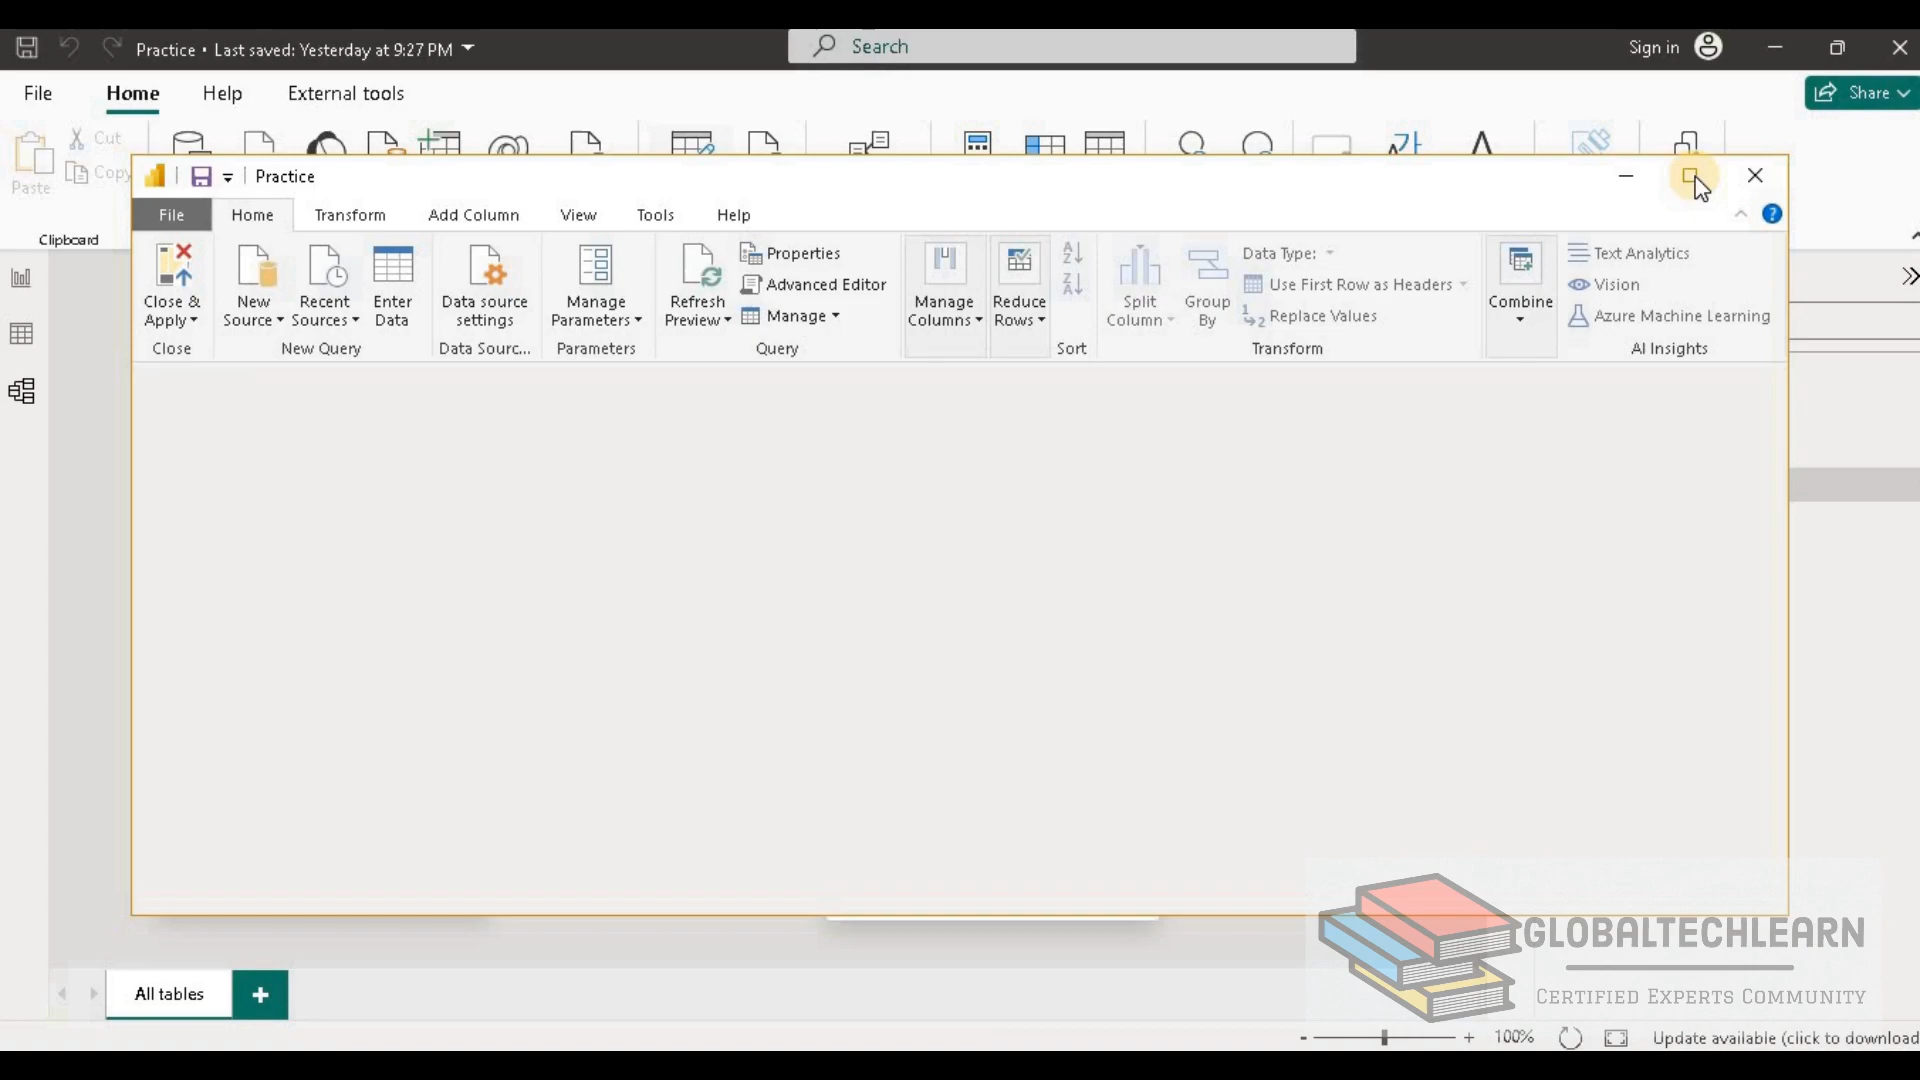 Practice • Last saved: Yesterday at 9:27 PM
Search
Sign in
File Home Help External tools
Share
Cut
Copy
Paste
Clipboard
Practice
File Home Transform Add Column View Tools Help
Close & Apply
Close
New Source
Recent Sources
Enter Data
New Query
Data source settings
Data Sourc...
Manage Parameters
Parameters
Refresh Preview
Properties
Advanced Editor
Manage
Query
Manage Columns
Reduce Rows
Sort
Split Column
Group By
Data Type:
Use First Row as Headers
Replace Values
Transform
Combine
Text Analytics
Vision
Azure Machine Learning
AI Insights
GLOBALTECHLEARN
CERTIFIED EXPERTS COMMUNITY
All tables
100%
Update available (click to download